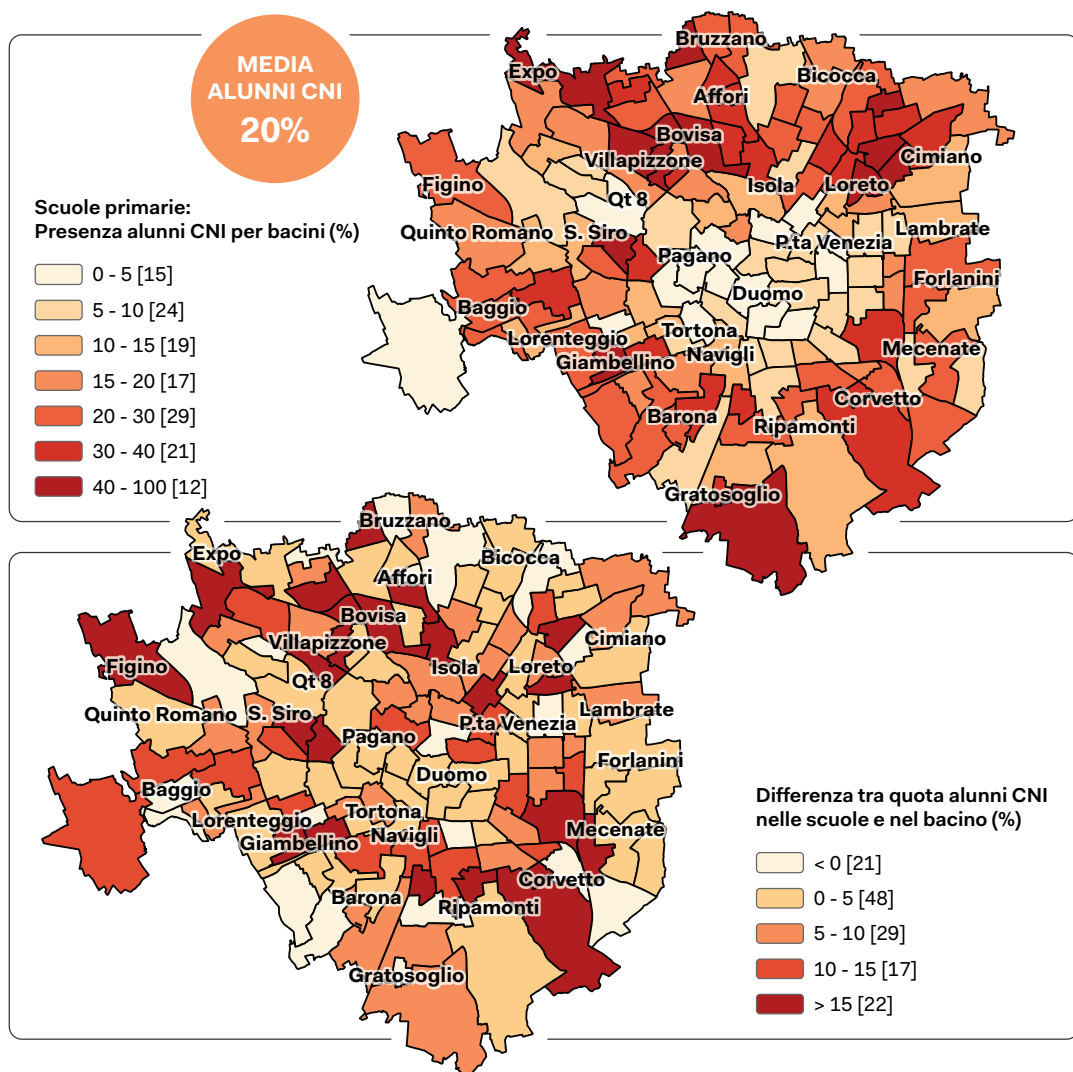 MEDIA
ALUNNI CNI
20%
Scuole primarie:
Presenza alunni CNI per bacini (%)
0 - 5 [15]
5 - 10 [24]
10 - 15 [19]
15 - 20 [17]
20 - 30 [29]
30 - 40 [21]
40 - 100 [12]
Bruzzano
Expo
Bicocca
Affori
Bovisa
Villapizzone
Cimiano
Figino
Isola
Loreto
Qt 8
Quinto Romano
S. Siro
Lambrate
P.ta Venezia
Pagano
Forlanini
Duomo
Baggio
Tortona
Lorenteggio
Mecenate
Navigli
Giambellino
Corvetto
Barona
Ripamonti
Gratosoglio
Bruzzano
Expo
Bicocca
Affori
Bovisa
Cimiano
Villapizzone
Figino
Isola
Loreto
Qt 8
Lambrate
Quinto Romano
S. Siro
P.ta Venezia
Pagano
Forlanini
Duomo
Baggio
Tortona
Lorenteggio
Mecenate
Navigli
Giambellino
Corvetto
Barona
Ripamonti
Gratosoglio
Differenza tra quota alunni CNI
nelle scuole e nel bacino (%)
< 0 [21]
0 - 5 [48]
5 - 10 [29]
10 - 15 [17]
> 15 [22]